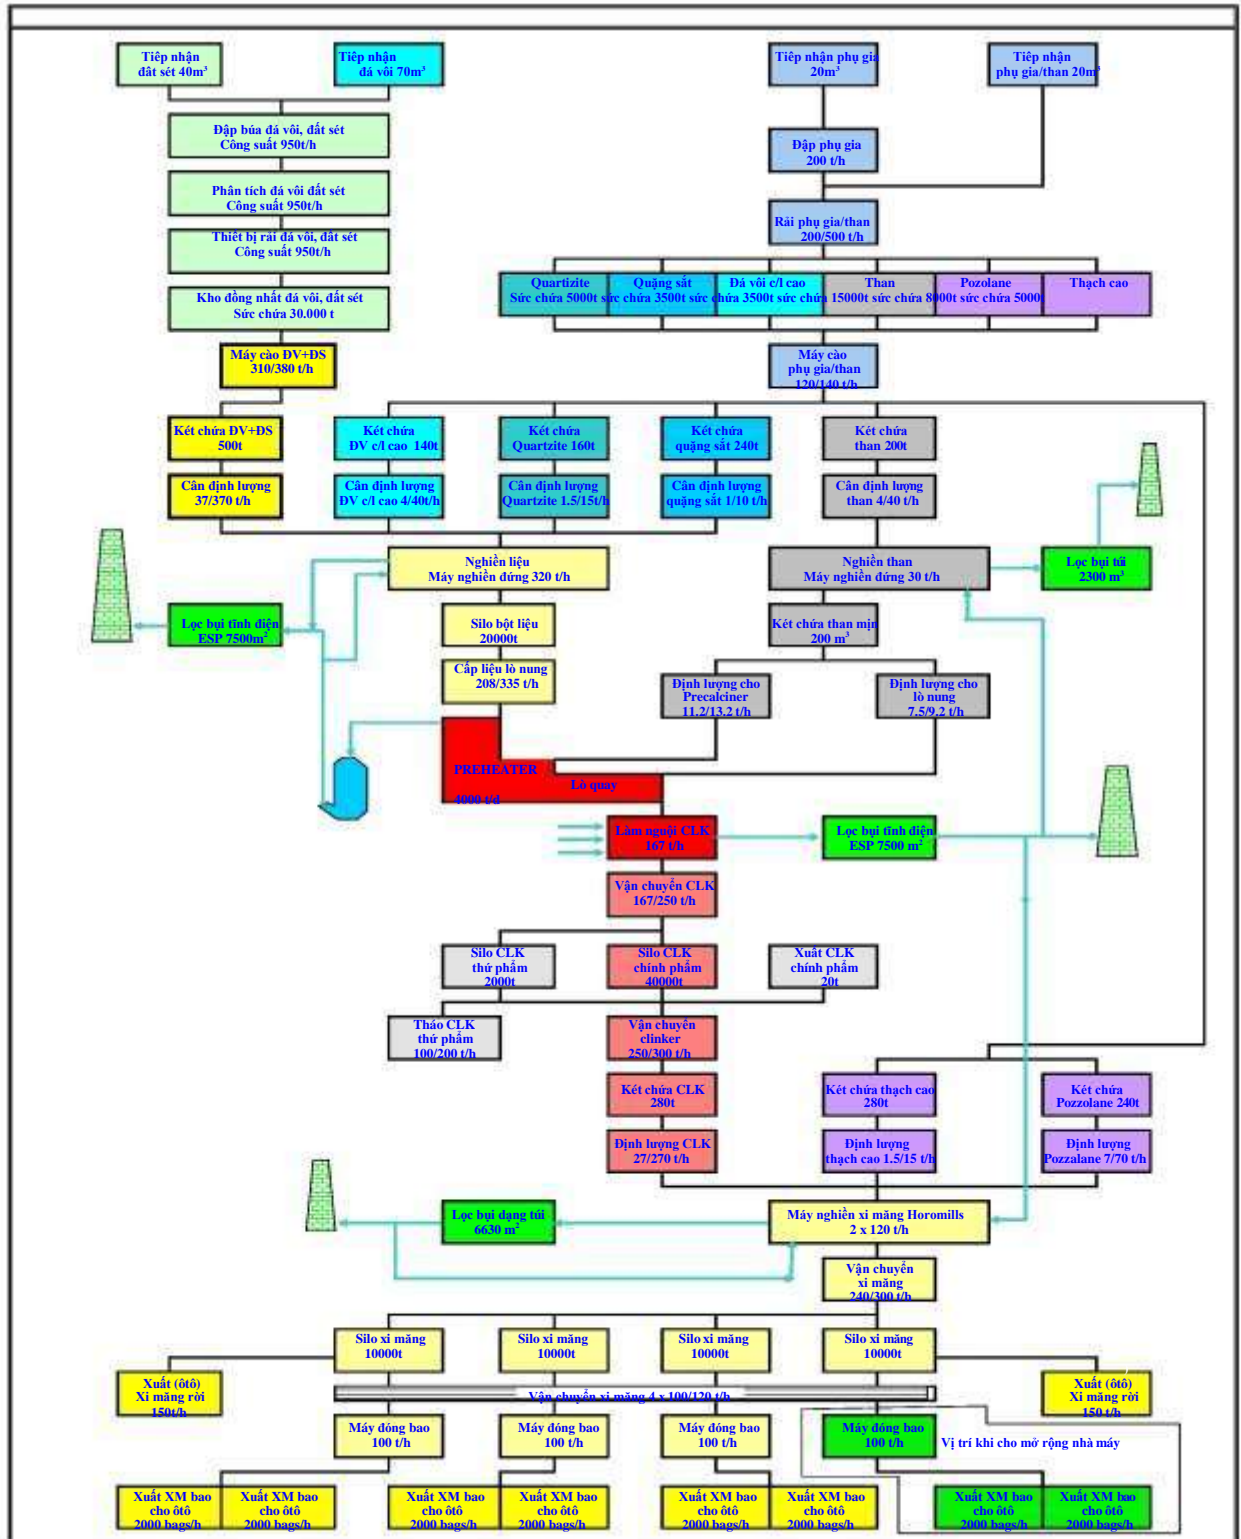 Tiêp nhận
đât sét 40m³
Tiêp nhận
đá vôi 70m³
Tiêp nhận phụ gia
20m³
Tiêp nhận
phụ gia/than 20m³
Đập búa đá vôi, đất sét
Công suất 950t/h
Đập phụ gia
200 t/h
Phân tích đá vôi đất sét
Công suất 950t/h
Thiết bị rải đá vôi, đât sét
Công suất 950t/h
Rải phụ gia/than
200/500 t/h
Kho đồng nhất đá vôi, đất sét
Sức chứa 30.000 t
Quartizite
Quặng sắt
Đá vôi c/l cao
Than
Pozolane
Thạch cao
Sức chứa 5000t sức chứa 3500t sức chứa 3500t sức chứa 15000t sức chứa 8000t sức chứa 5000t
Máy cào ĐV+ĐS
310/380 t/h
Máy cào
phụ gia/than
120/140 t/h
Két chứa ĐV+ĐS
500t
Két chứa
ĐV c/l cao 140t
Két chứa
Quartzite 160t
Két chứa
quặng sắt 240t
Két chứa
than 200t
Cân định lượng
37/370 t/h
Cân định lượng
ĐV c/l cao 4/40t/h
Cân định lượng
Quartzite 1.5/15t/h
Cân định lượng
quặng sắt 1/10 t/h
Cân định lượng
than 4/40 t/h
Nghiền liệu
Máy nghiền đứng 320 t/h
Nghiền than
Máy nghiền đứng 30 t/h
Lọc bụi túi
2300 m³
Lọc bụi tĩnh điện
ESP 7500m²
Silo bột liệu
20000t
Két chứa than mịn
200 m³
Cấp liệu lò nung
208/335 t/h
Định lượng cho
Precalciner
11.2/13.2 t/h
Định lượng cho
lò nung
7.5/9.2 t/h
PREHEATER
Lò quay
4000 t/d
Làm nguội CLK
167 t/h
Lọc bụi tĩnh điện
ESP 7500 m²
Vận chuyển CLK
167/250 t/h
Silo CLK
thứ phẩm
2000t
Silo CLK
chính phẩm
40000t
Xuât CLK
chính phẩm
20t
Tháo CLK
thứ phẩm
100/200 t/h
Vận chuyển
clinker
250/300 t/h
Két chứa CLK
280t
Két chứa thạch cao
280t
Két chứa
Pozzolane 240t
Định lượng CLK
27/270 t/h
Định lượng
thạch cao 1.5/15 t/h
Định lượng
Pozzalane 7/70 t/h
Lọc bụi dạng túi
6630 m²
Máy nghiền xi măng Horomills
2 x 120 t/h
Vận chuyển
xi măng
240/300 t/h
Silo xi măng
10000t
Silo xi măng
10000t
Silo xi măng
10000t
Silo xi măng
10000t
Xuất (ôtô)
Xi măng rời
150t/h
Vận chuyển xi măng 4 x 100/120 t/h
Xuất (ôtô)
Xi măng rời
150 t/h
Máy đóng bao
100 t/h
Máy đóng bao
100 t/h
Máy đóng bao
100 t/h
Máy đóng bao
100 t/h
Vị trí khi cho mở rộng nhà máy
Xuất XM bao
cho ôtô
2000 bags/h
Xuất XM bao
cho ôtô
2000 bags/h
Xuất XM bao
cho ôtô
2000 bags/h
Xuất XM bao
cho ôtô
2000 bags/h
Xuất XM bao
cho ôtô
2000 bags/h
Xuất XM bao
cho ôtô
2000 bags/h
Xuất XM bao
cho ôtô
2000 bags/h
Xuất XM bao
cho ôtô
2000 bags/h